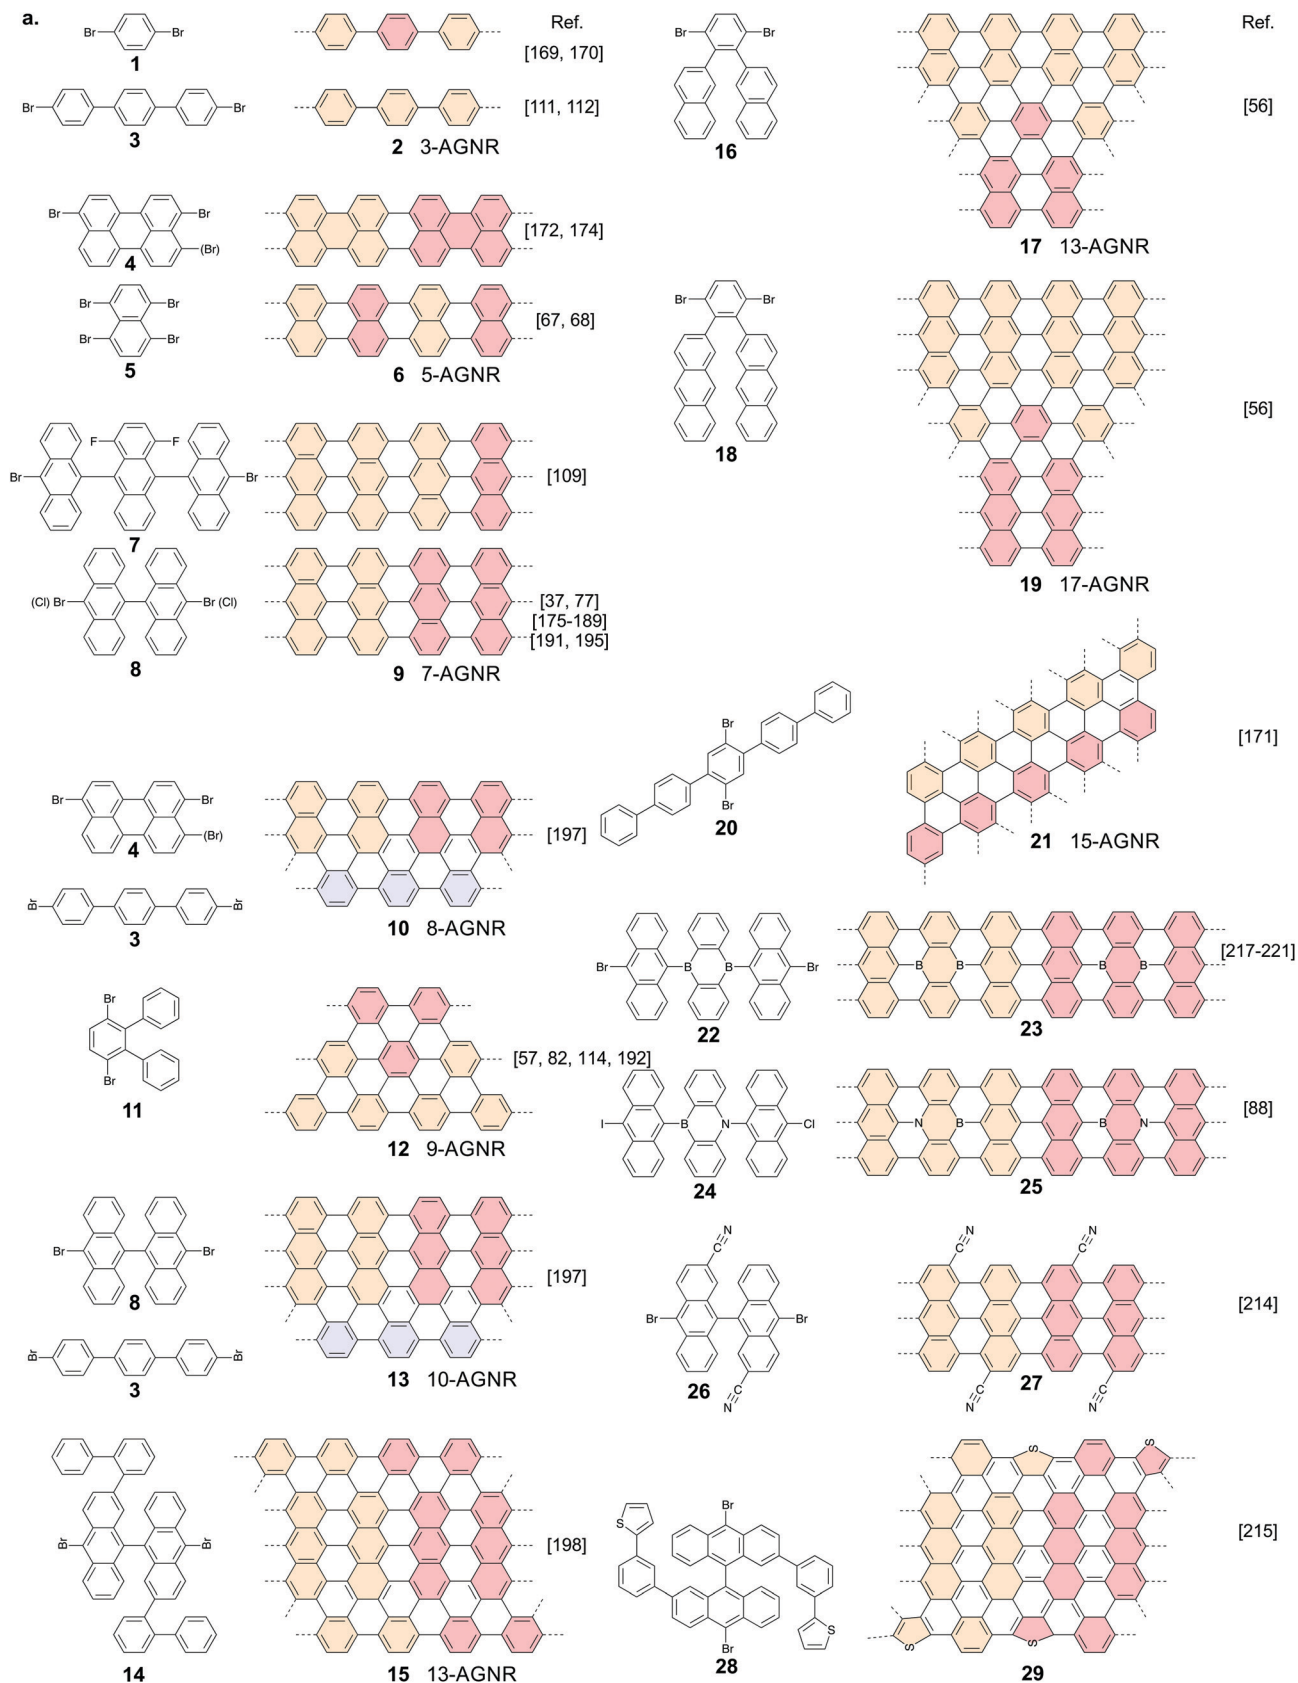 a.
Ref.
Br Br
1
[169, 170]
Br Br
3
2 3-AGNR
[111, 112]
Br Br
(Br)
4
[172, 174]
Br Br
Br Br
5
6 5-AGNR
[67, 68]
F F
Br Br
7
[109]
(Cl) Br Br (Cl)
8
9 7-AGNR
[37, 77]
[175-189]
[191, 195]
Br Br
(Br)
4
[197]
Br Br
3
10 8-AGNR
Br
Br
11
12 9-AGNR
[57, 82, 114, 192]
Br Br
8
[197]
Br Br
3
13 10-AGNR
Br Br
14
15 13-AGNR
[198]
Ref.
Br Br
16
17 13-AGNR
[56]
Br Br
18
19 17-AGNR
[56]
Br
Br
20
21 15-AGNR
[171]
Br B B Br
22
B B B B
23
[217-221]
I B N Cl
24
N B B N
25
[88]
C N
Br Br
C N
26
C N C N
C N C N
27
[214]
Br
S
S
Br
28
S S
S S
29
[215]